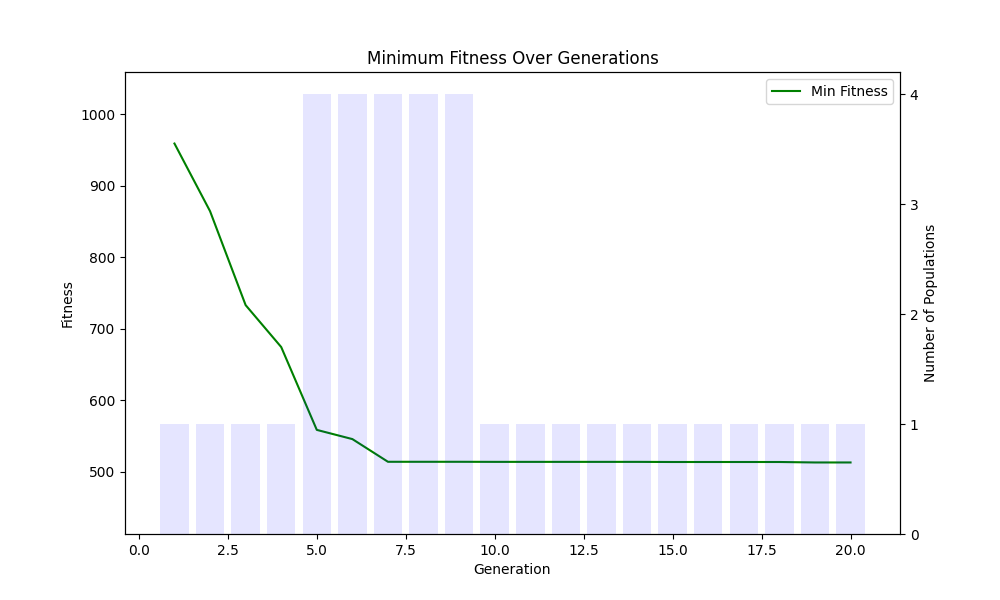 Minimum Fitness Over Generations
Min Fitness
1000
900
800
700
600
500
Fitness
4
3
2
1
0
Number of Populations
0.0 2.5 5.0 7.5 10.0 12.5 15.0 17.5 20.0
Generation